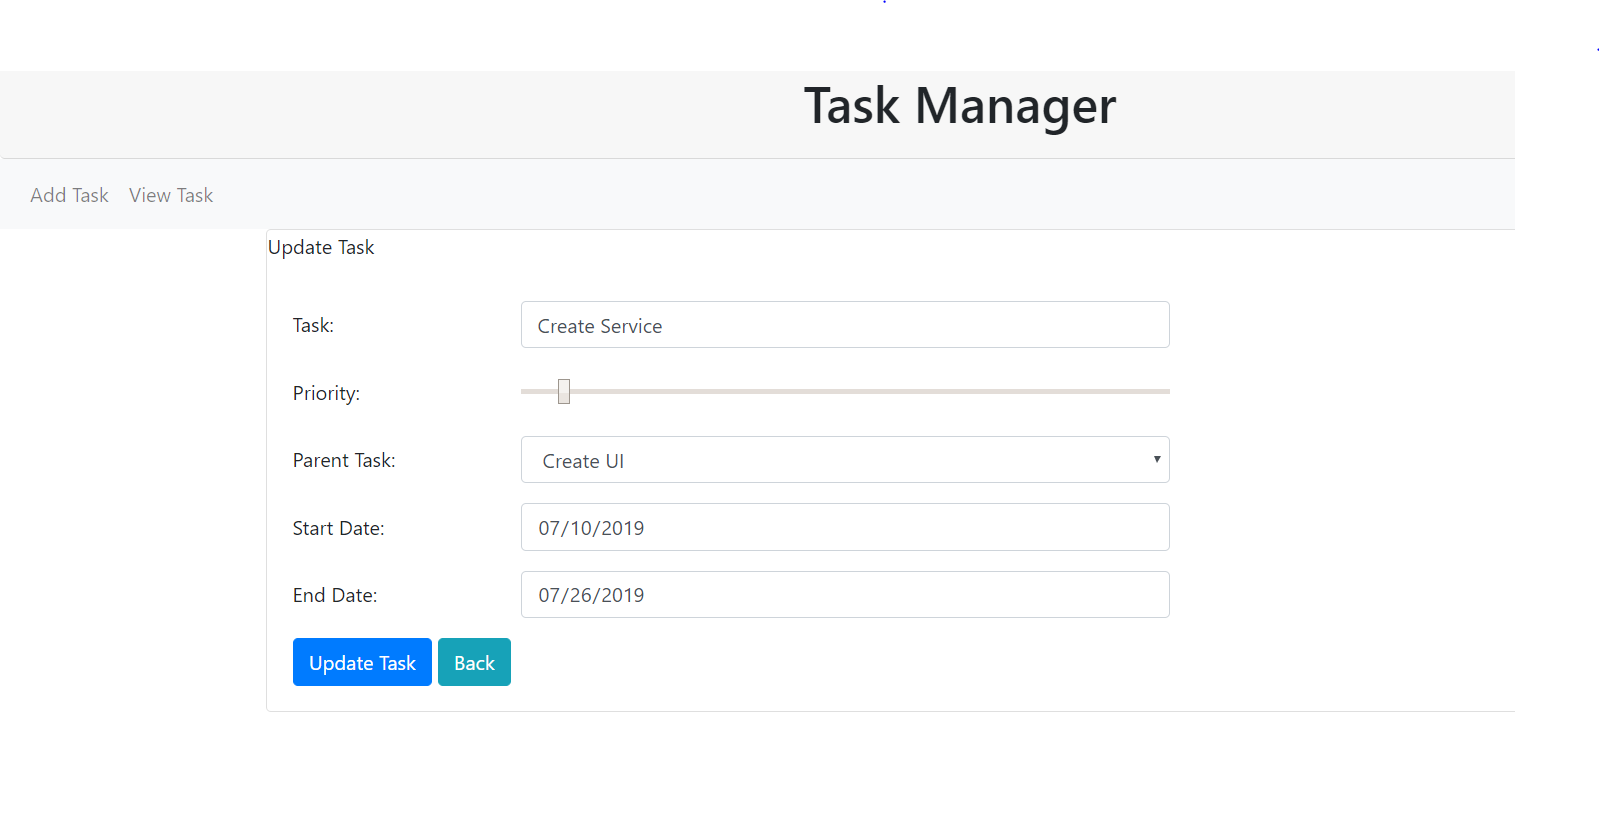 Task Manager
Add Task View Task
Update Task
Task: Create Service
Priority:
Parent Task: Create UI
Start Date: 07/10/2019
End Date: 07/26/2019
Update Task Back